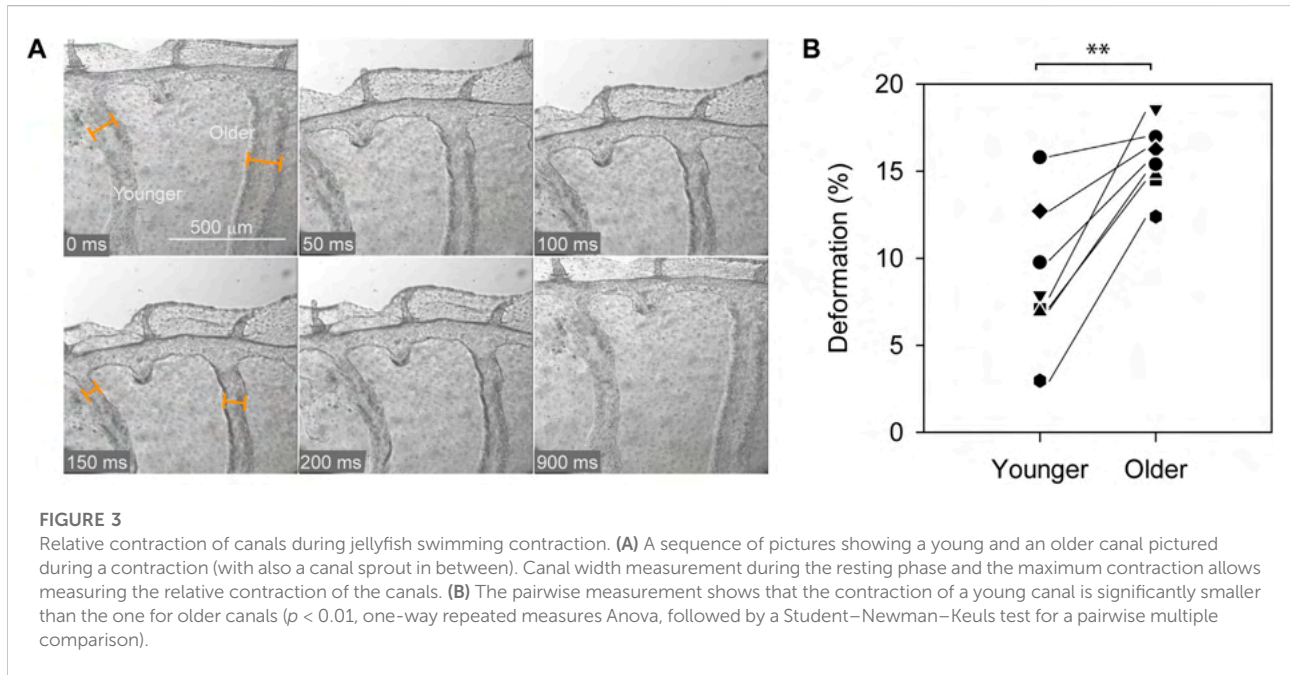 A
Older
Younger
500 μm
0 ms
50 ms
100 ms
150 ms
200 ms
900 ms
B
**
20
15
10
5
0
Deformation (%)
Younger
Older
FIGURE 3
Relative contraction of canals during jellyfish swimming contraction. (A) A sequence of pictures showing a young and an older canal pictured
during a contraction (with also a canal sprout in between). Canal width measurement during the resting phase and the maximum contraction allows
measuring the relative contraction of the canals. (B) The pairwise measurement shows that the contraction of a young canal is significantly smaller
than the one for older canals (p < 0.01, one-way repeated measures Anova, followed by a Student–Newman–Keuls test for a pairwise multiple
comparison).